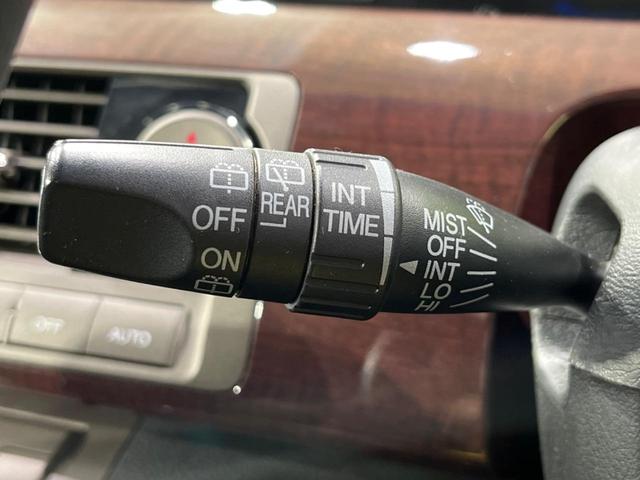 OFF
ON
REAR
INT
TIME
MIST
OFF
INT
LO
HI
OFF
AUTO